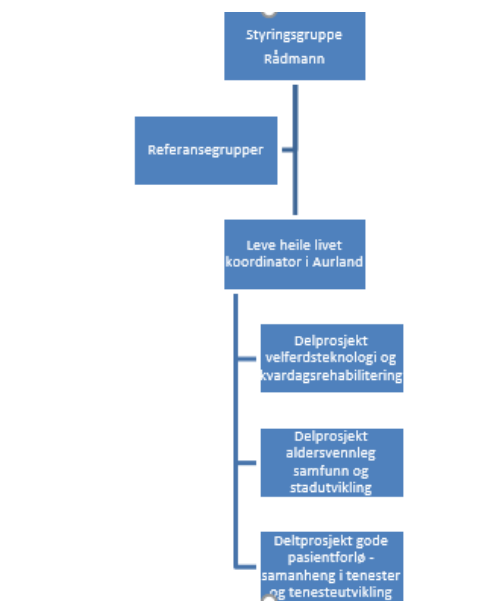 Styringsgruppe
Rådmann
Referansegrupper
Leve heile livet
koordinator i Aurland
Delprosjekt
velferdsteknologi og
kvardagsrehabilitering
Delprosjekt
aldersvennleg
samfunn og
stadutvikling
Deltprosjekt gode
pasientforlø -
samanheng i tenester
og tenesteutvikling